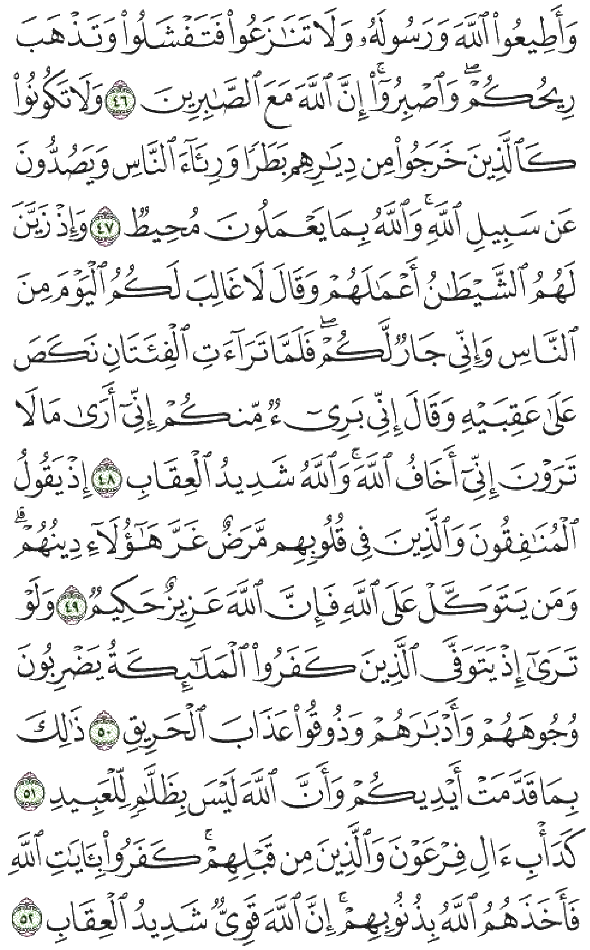 وَأَطِيعُوا۟ ٱللَّهَ وَرَسُولَهُۥ وَلَا تَنَـٰزَعُوا۟ فَتَفْشَلُوا۟ وَتَذْهَبَ
رِيحُكُمْ ۖ وَٱصْبِرُوٓا۟ ۚ إِنَّ ٱللَّهَ مَعَ ٱلصَّـٰبِرِينَ ٤٦ وَلَا تَكُونُوا۟
كَٱلَّذِينَ خَرَجُوا۟ مِن دِيَـٰرِهِم بَطَرًا وَرِئَآءَ ٱلنَّاسِ وَيَصُدُّونَ
عَن سَبِيلِ ٱللَّهِ ۚ وَٱللَّهُ بِمَا يَعْمَلُونَ مُحِيطٌ ٤٧ وَإِذْ زَيَّنَ
لَهُمُ ٱلشَّيْطَـٰنُ أَعْمَـٰلَهُمْ وَقَالَ لَا غَالِبَ لَكُمُ ٱلْيَوْمَ مِنَ
ٱلنَّاسِ وَإِنِّى جَارٌ لَّكُمْ ۖ فَلَمَّا تَرَآءَتِ ٱلْفِئَتَانِ نَكَصَ
عَلَىٰ عَقِبَيْهِ وَقَالَ إِنِّى بَرِىٓءٌ مِّنكُمْ إِنِّىٓ أَرَىٰ مَا لَا
تَرَوْنَ إِنِّىٓ أَخَافُ ٱللَّهَ ۚ وَٱللَّهُ شَدِيدُ ٱلْعِقَابِ ٤٨ إِذْ يَقُولُ
ٱلْمُنَـٰفِقُونَ وَٱلَّذِينَ فِى قُلُوبِهِم مَّرَضٌ غَرَّ هَـٰٓؤُلَآءِ دِينُهُمْ ۗ
وَمَن يَتَوَكَّلْ عَلَى ٱللَّهِ فَإِنَّ ٱللَّهَ عَزِيزٌ حَكِيمٌ ٤٩ وَلَوْ
تَرَىٰٓ إِذْ يَتَوَفَّى ٱلَّذِينَ كَفَرُوا۟ ٱلْمَلَـٰٓئِكَةُ يَضْرِبُونَ
وُجُوهَهُمْ وَأَدْبَـٰرَهُمْ وَذُوقُوا۟ عَذَابَ ٱلْحَرِيقِ ٥٠ ذَٰلِكَ
بِمَا قَدَّمَتْ أَيْدِيكُمْ وَأَنَّ ٱللَّهَ لَيْسَ بِظَلَّـٰمٍ لِّلْعَبِيدِ ٥١
كَدَأْبِ ءَالِ فِرْعَوْنَ وَٱلَّذِينَ مِن قَبْلِهِمْ ۚ كَفَرُوا۟ بِـَٔايَـٰتِ ٱللَّهِ
فَأَخَذَهُمُ ٱللَّهُ بِذُنُوبِهِمْ ۗ إِنَّ ٱللَّهَ قَوِىٌّ شَدِيدُ ٱلْعِقَابِ ٥٢